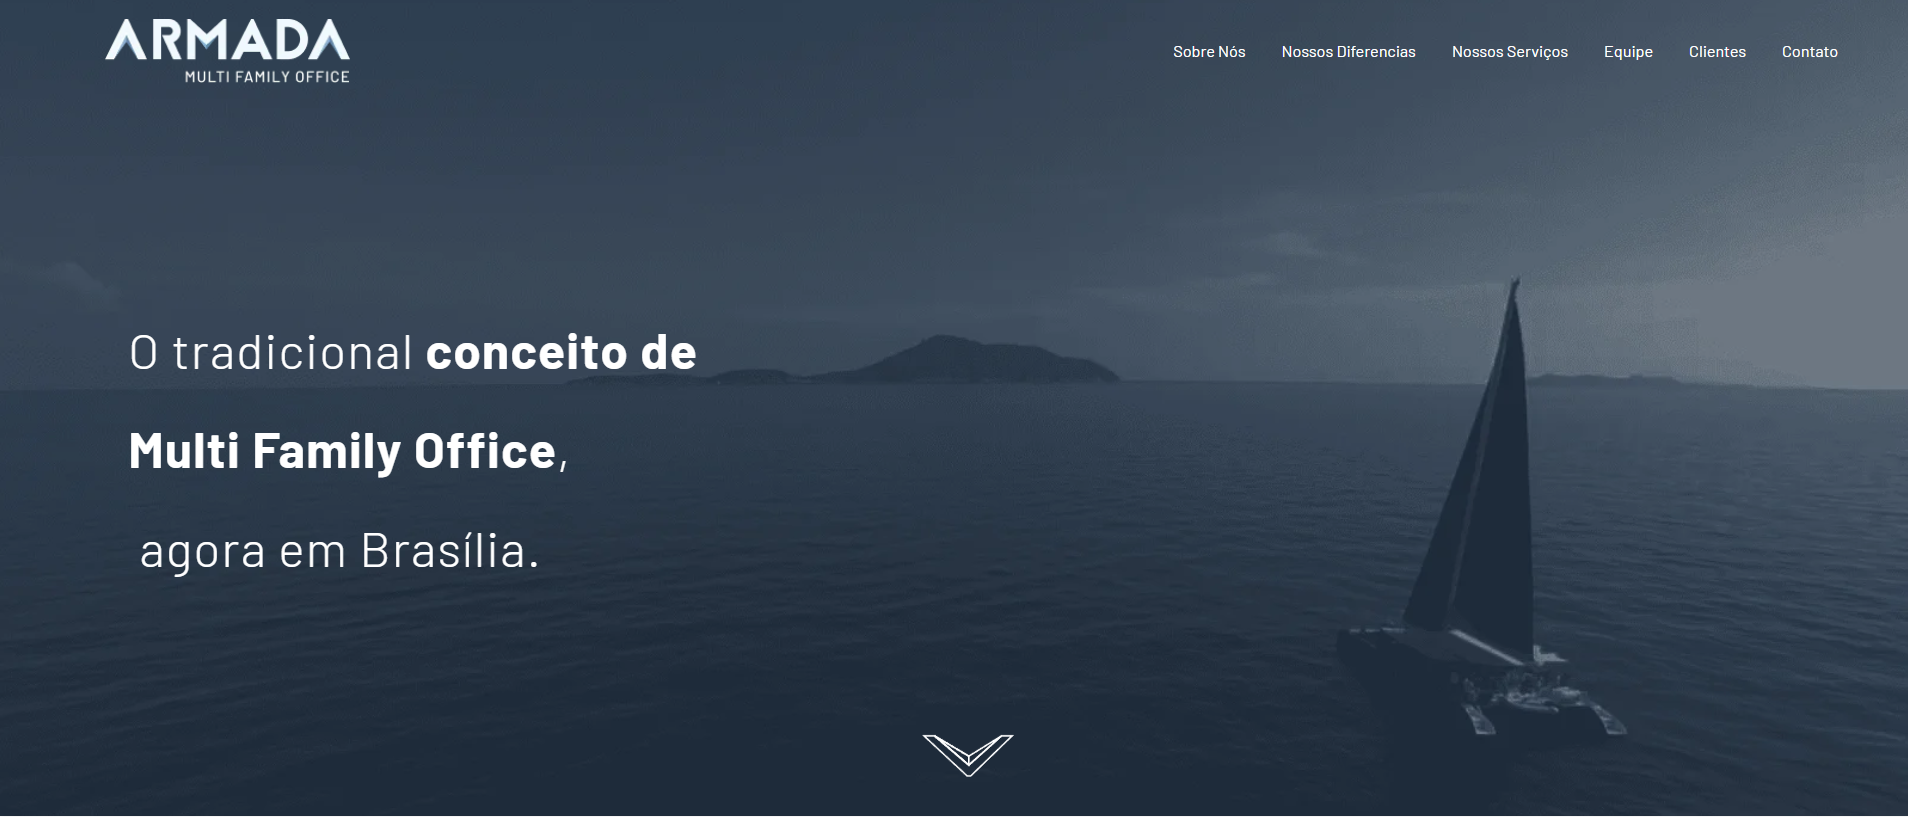 ARMADA
MULTI FAMILY OFFICE
Sobre Nós Nossos Diferencias Nossos Serviços Equipe Clientes Contato
O tradicional conceito de
Multi Family Office,
agora em Brasília.